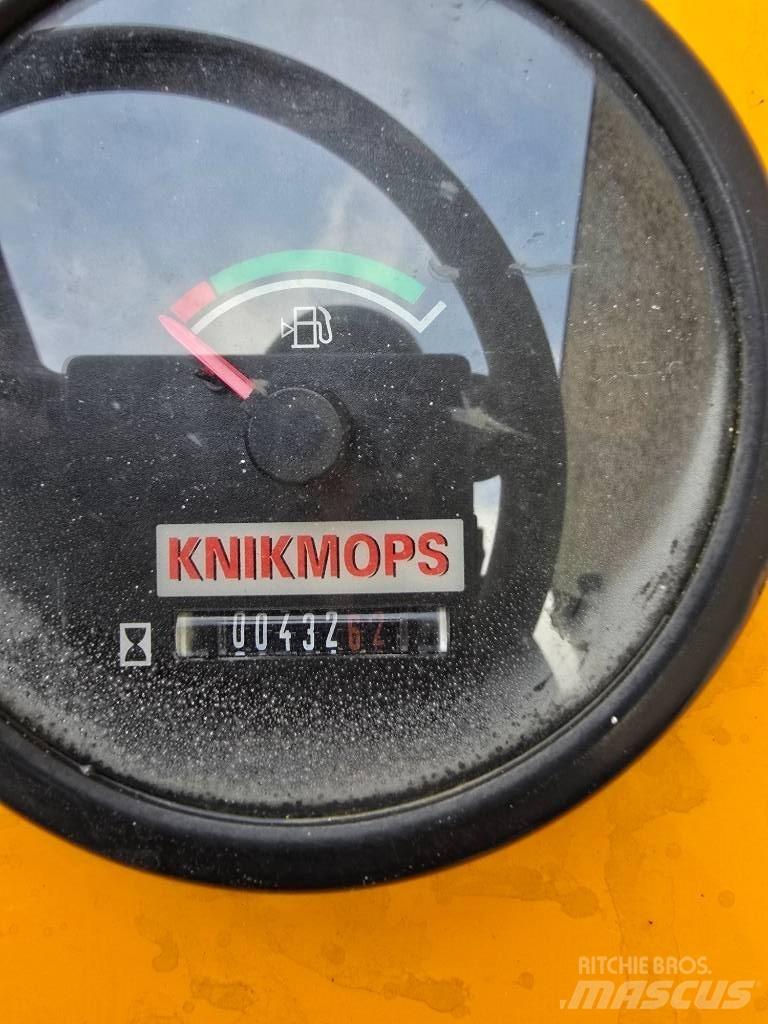 KNIKMOPS
0043262
RITCHIE BROS.
MASCUS